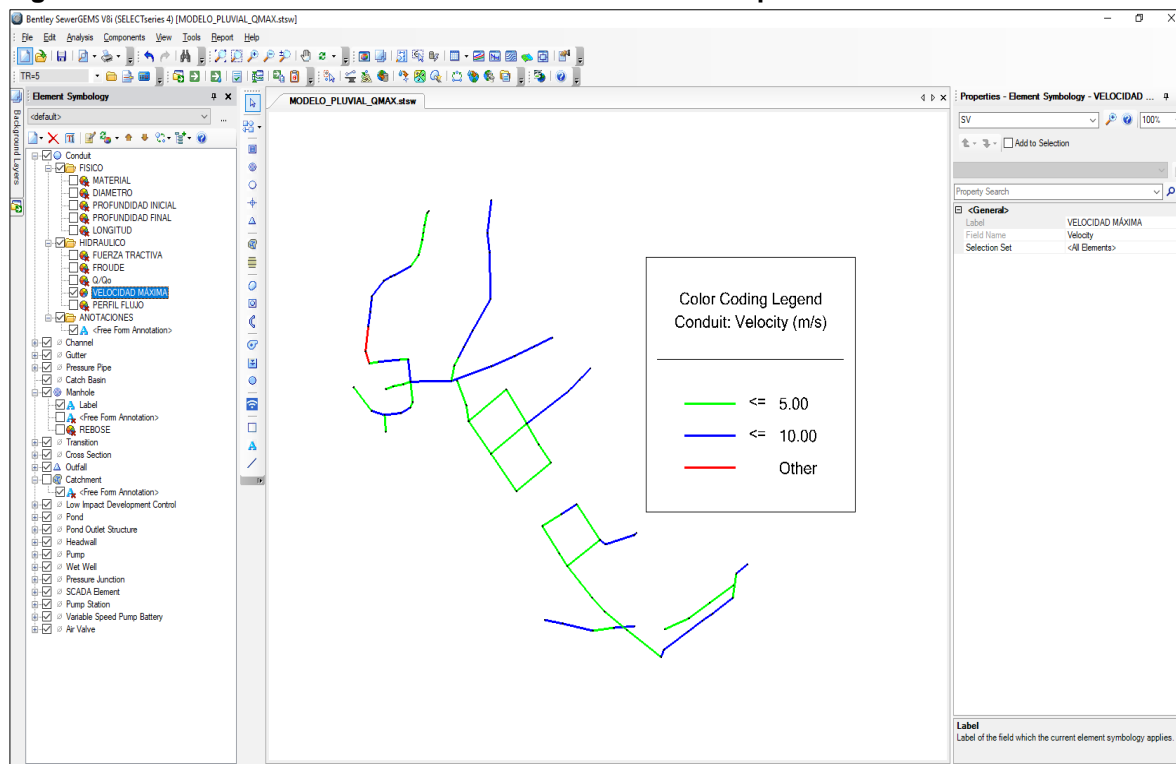 Bentley SewerGEMS V8i (SELECTseries 4) [MODELO_PLUVIAL_QMAX.stsw]
File Edit Analysis Components View Tools Report Help
TR=5
Element Symbology
<default>
...
Background Layers
Conduit
FISICO
MATERIAL
DIAMETRO
PROFUNDIDAD INICIAL
PROFUNDIDAD FINAL
LONGITUD
HIDRAULICO
FUERZA TRACTIVA
FROUDE
Q/Qo
VELOCIDAD MÁXIMA
PERFIL FLUJO
ANOTACIONES
<Free Form Annotation>
Channel
Gutter
Pressure Pipe
Catch Basin
Manhole
Label
<Free Form Annotation>
REBOSE
Transition
Cross Section
Outfall
Catchment
<Free Form Annotation>
Low Impact Development Control
Pond
Pond Outlet Structure
Headwall
Pump
Wet Well
Pressure Junction
SCADA Element
Pump Station
Variable Speed Pump Battery
Air Valve
MODELO_PLUVIAL_QMAX.stsw
Color Coding Legend
Conduit: Velocity (m/s)
<= 5.00
<= 10.00
Other
Properties - Element Symbology - VELOCIDAD ...
SV 100%
Add to Selection
Property Search
<General>
Label VELOCIDAD MÁXIMA
Field Name Velocity
Selection Set <All Elements>
Label
Label of the field which the current element symbology applies.